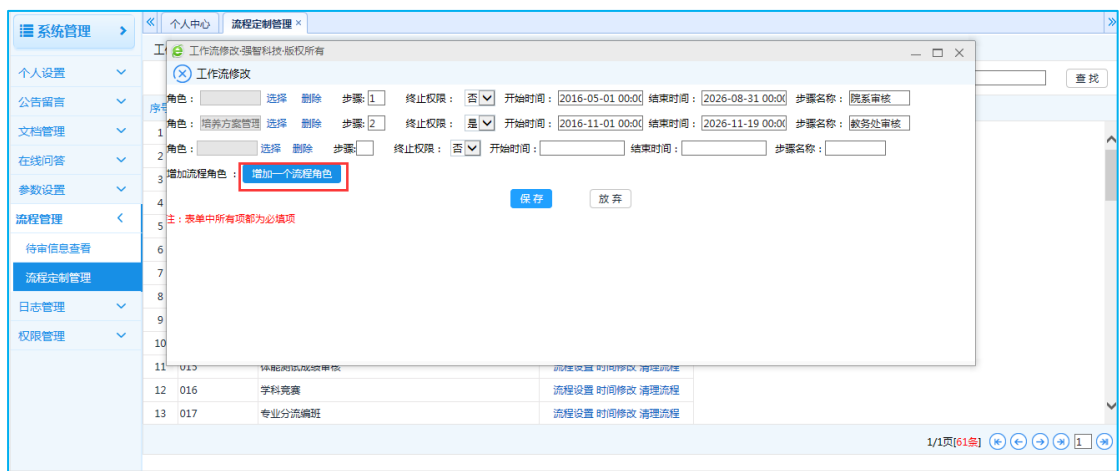 系统管理
个人中心 流程定制管理 ×
工作流修改-强智科技-版权所有
工作流修改
查 找
个人设置
公告留言
文档管理
在线问答
参数设置
流程管理
待审信息查看
流程定制管理
日志管理
权限管理
角色： 选择 删除 步骤: 1 终止权限： 否 开始时间： 2016-05-01 00:00 结束时间： 2026-08-31 00:00 步骤名称： 院系审核
角色： 培养方案管理 选择 删除 步骤: 2 终止权限： 是 开始时间： 2016-11-01 00:00 结束时间： 2026-11-19 00:00 步骤名称： 教务处审核
角色： 选择 删除 步骤: 终止权限： 否 开始时间： 结束时间： 步骤名称：
增加流程角色 ： 增加一个流程角色
保 存 放 弃
注：表单中所有项都为必填项
序号
1
2
3
4
5
6
7
8
9
10
11 015 体能测试成绩审核 流程设置 时间修改 清理流程
12 016 学科竞赛 流程设置 时间修改 清理流程
13 017 专业分流编班 流程设置 时间修改 清理流程
1/1页[61条] 1